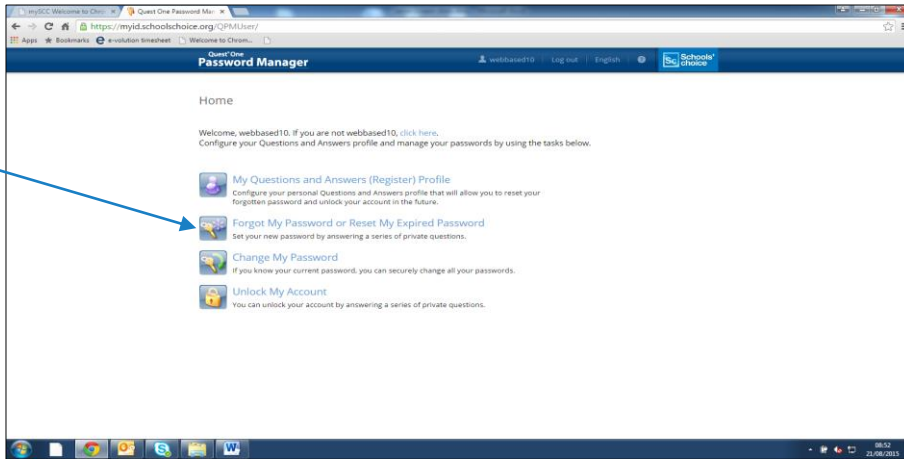 mySCC Welcome to Chro
Quest One Password Man
https://myid.schoolschoice.org/QPMUser/
Apps Bookmarks e-volution timesheet Welcome to Chrom...
Quest One
Password Manager
webbased10 | Log out | English
Sc Schools' choice
Home
Welcome, webbased10. If you are not webbased10, click here.
Configure your Questions and Answers profile and manage your passwords by using the tasks below.
My Questions and Answers (Register) Profile
Configure your personal Questions and Answers profile that will allow you to reset your
forgotten password and unlock your account in the future.
Forgot My Password or Reset My Expired Password
Set your new password by answering a series of private questions.
Change My Password
If you know your current password, you can securely change all your passwords.
Unlock My Account
You can unlock your account by answering a series of private questions.
08:52
21/08/2015